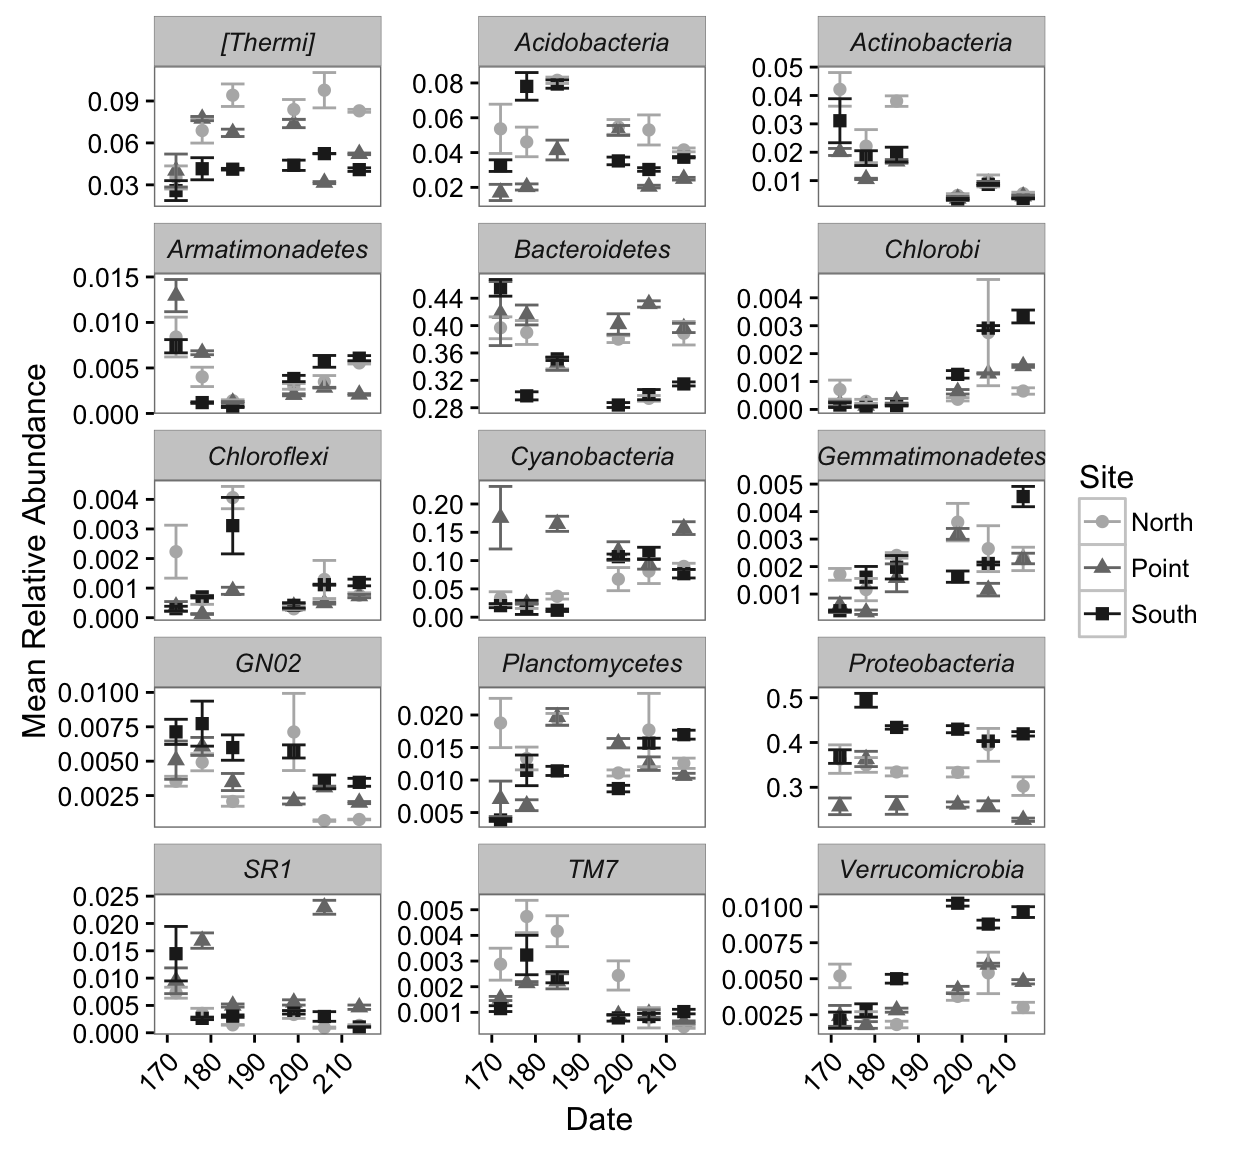 [Thermi] Acidobacteria Actinobacteria
0.09 0.06 0.03
0.08 0.06 0.04 0.02
0.05 0.04 0.03 0.02 0.01
Armatimonadetes Bacteroidetes Chlorobi
0.015 0.010 0.005 0.000
0.44 0.40 0.36 0.32 0.28
0.004 0.003 0.002 0.001 0.000
Chloroflexi Cyanobacteria Gemmatimonadetes
0.004 0.003 0.002 0.001 0.000
0.20 0.15 0.10 0.05 0.00
0.005 0.004 0.003 0.002 0.001
GN02 Planctomycetes Proteobacteria
0.0100 0.0075 0.0050 0.0025
0.020 0.015 0.010 0.005
0.5 0.4 0.3
SR1 TM7 Verrucomicrobia
0.025 0.020 0.015 0.010 0.005 0.000
0.005 0.004 0.003 0.002 0.001
0.0100 0.0075 0.0050 0.0025
170 180 190 200 210
170 180 190 200 210
170 180 190 200 210
Date
Mean Relative Abundance
Site
North
Point
South